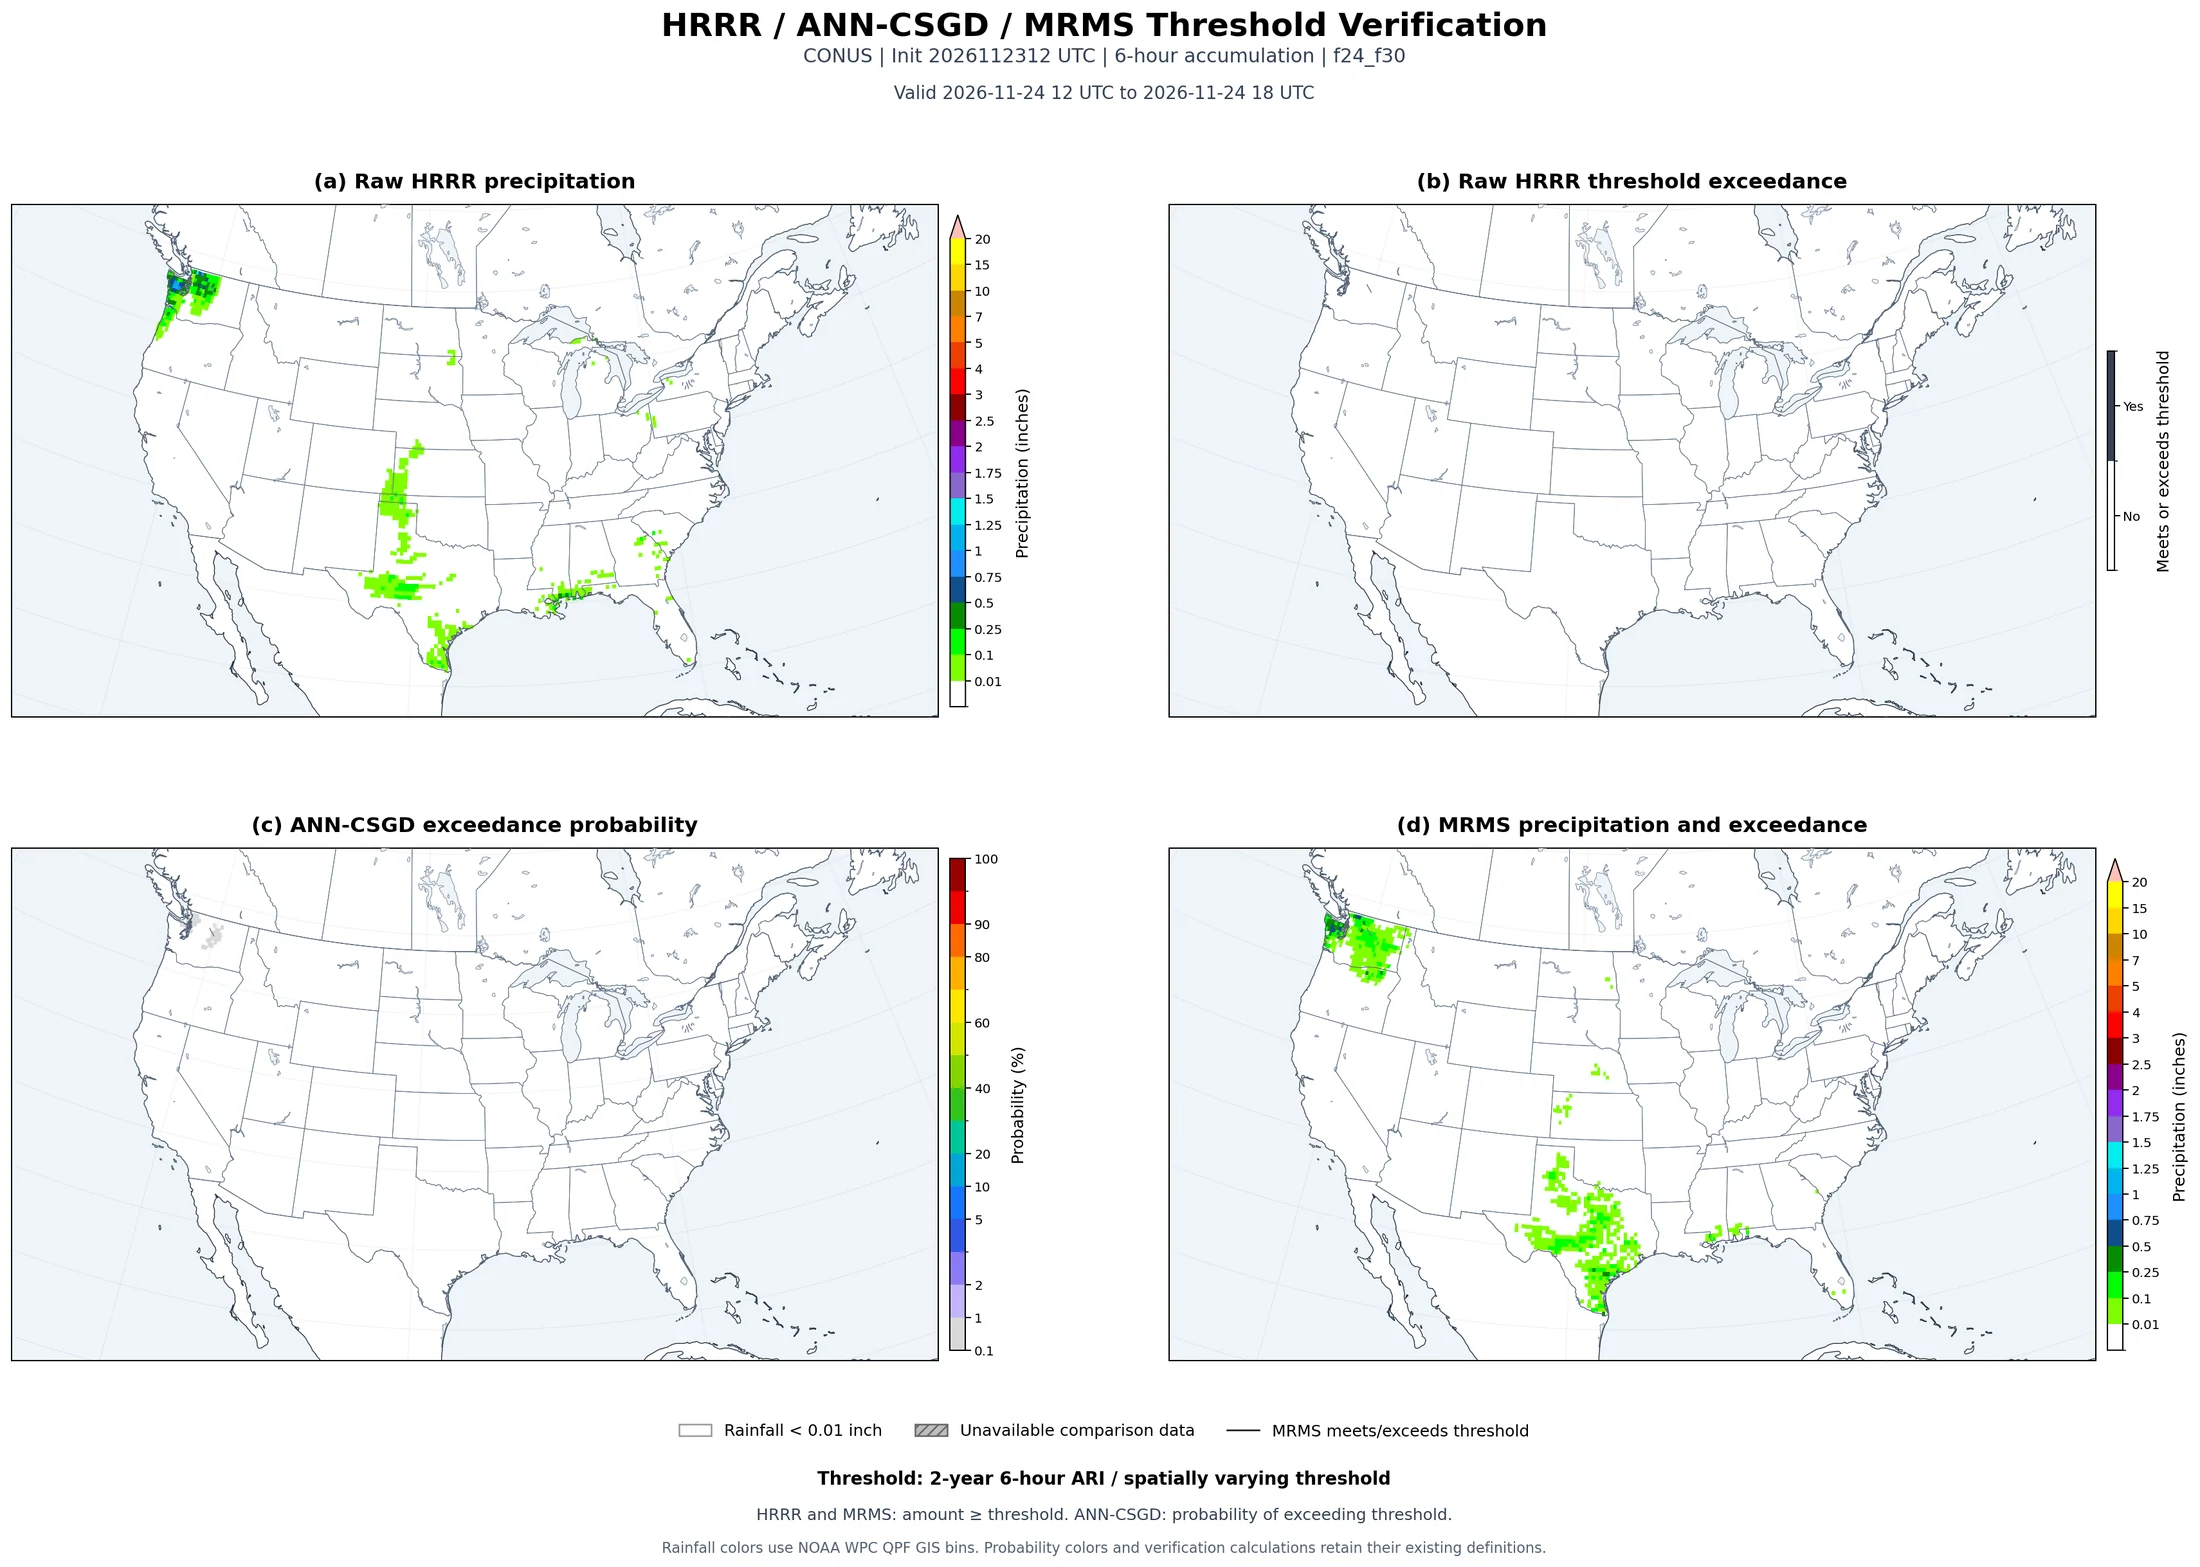 HRRR / ANN-CSGD / MRMS Threshold Verification
CONUS | Init 2026112312 UTC | 6-hour accumulation | f24_f30
Valid 2026-11-24 12 UTC to 2026-11-24 18 UTC
(a) Raw HRRR precipitation
20
15
10
7
5
4
3
2.5
2
1.75
1.5
1.25
1
0.75
0.5
0.25
0.1
0.01
Precipitation (inches)
(b) Raw HRRR threshold exceedance
Yes
No
Meets or exceeds threshold
(c) ANN-CSGD exceedance probability
100
90
80
60
40
20
10
5
2
1
0.1
Probability (%)
(d) MRMS precipitation and exceedance
20
15
10
7
5
4
3
2.5
2
1.75
1.5
1.25
1
0.75
0.5
0.25
0.1
0.01
Precipitation (inches)
Rainfall < 0.01 inch
Unavailable comparison data
MRMS meets/exceeds threshold
Threshold: 2-year 6-hour ARI / spatially varying threshold
HRRR and MRMS: amount ≥ threshold. ANN-CSGD: probability of exceeding threshold.
Rainfall colors use NOAA WPC QPF GIS bins. Probability colors and verification calculations retain their existing definitions.